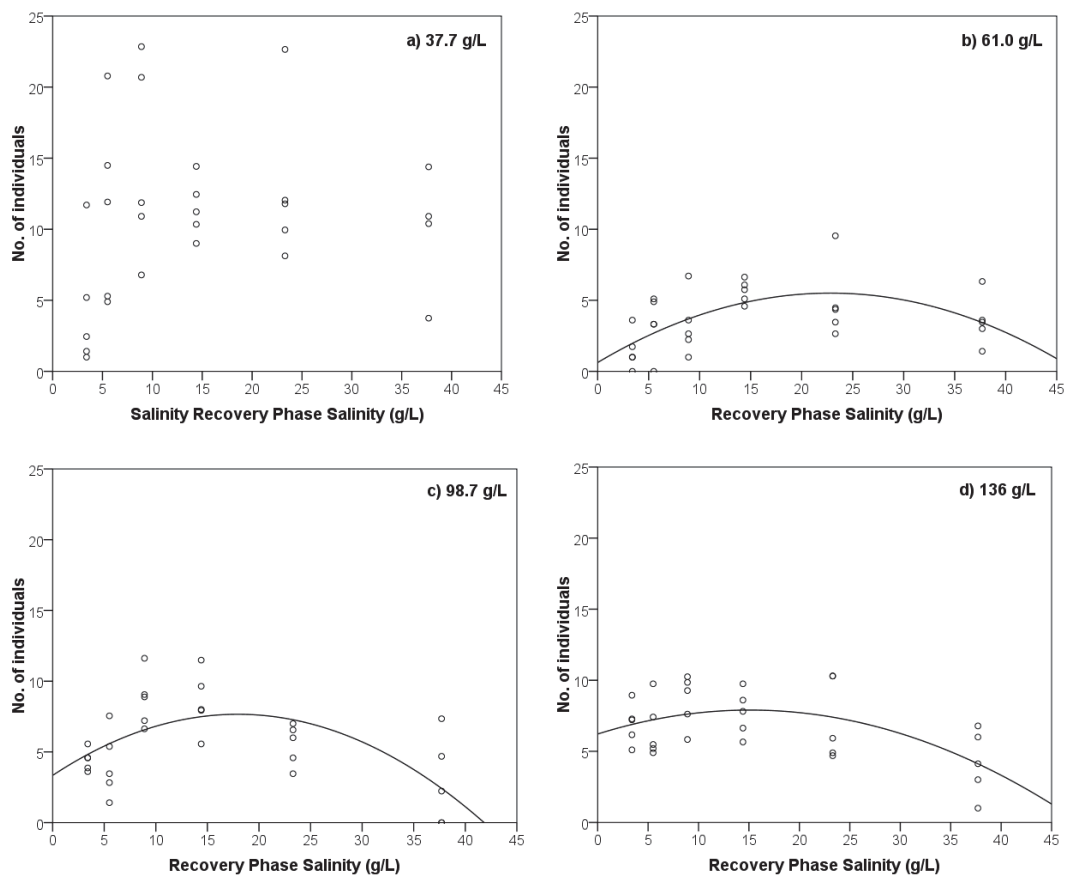 a) 37.7 g/L
25
20
15
10
5
0
No. of individuals
0 5 10 15 20 25 30 35 40 45
Salinity Recovery Phase Salinity (g/L)
b) 61.0 g/L
25
20
15
10
5
0
No. of individuals
0 5 10 15 20 25 30 35 40 45
Recovery Phase Salinity (g/L)
c) 98.7 g/L
25
20
15
10
5
0
No. of individuals
0 5 10 15 20 25 30 35 40 45
Recovery Phase Salinity (g/L)
d) 136 g/L
25
20
15
10
5
0
No. of individuals
0 5 10 15 20 25 30 35 40 45
Recovery Phase Salinity (g/L)